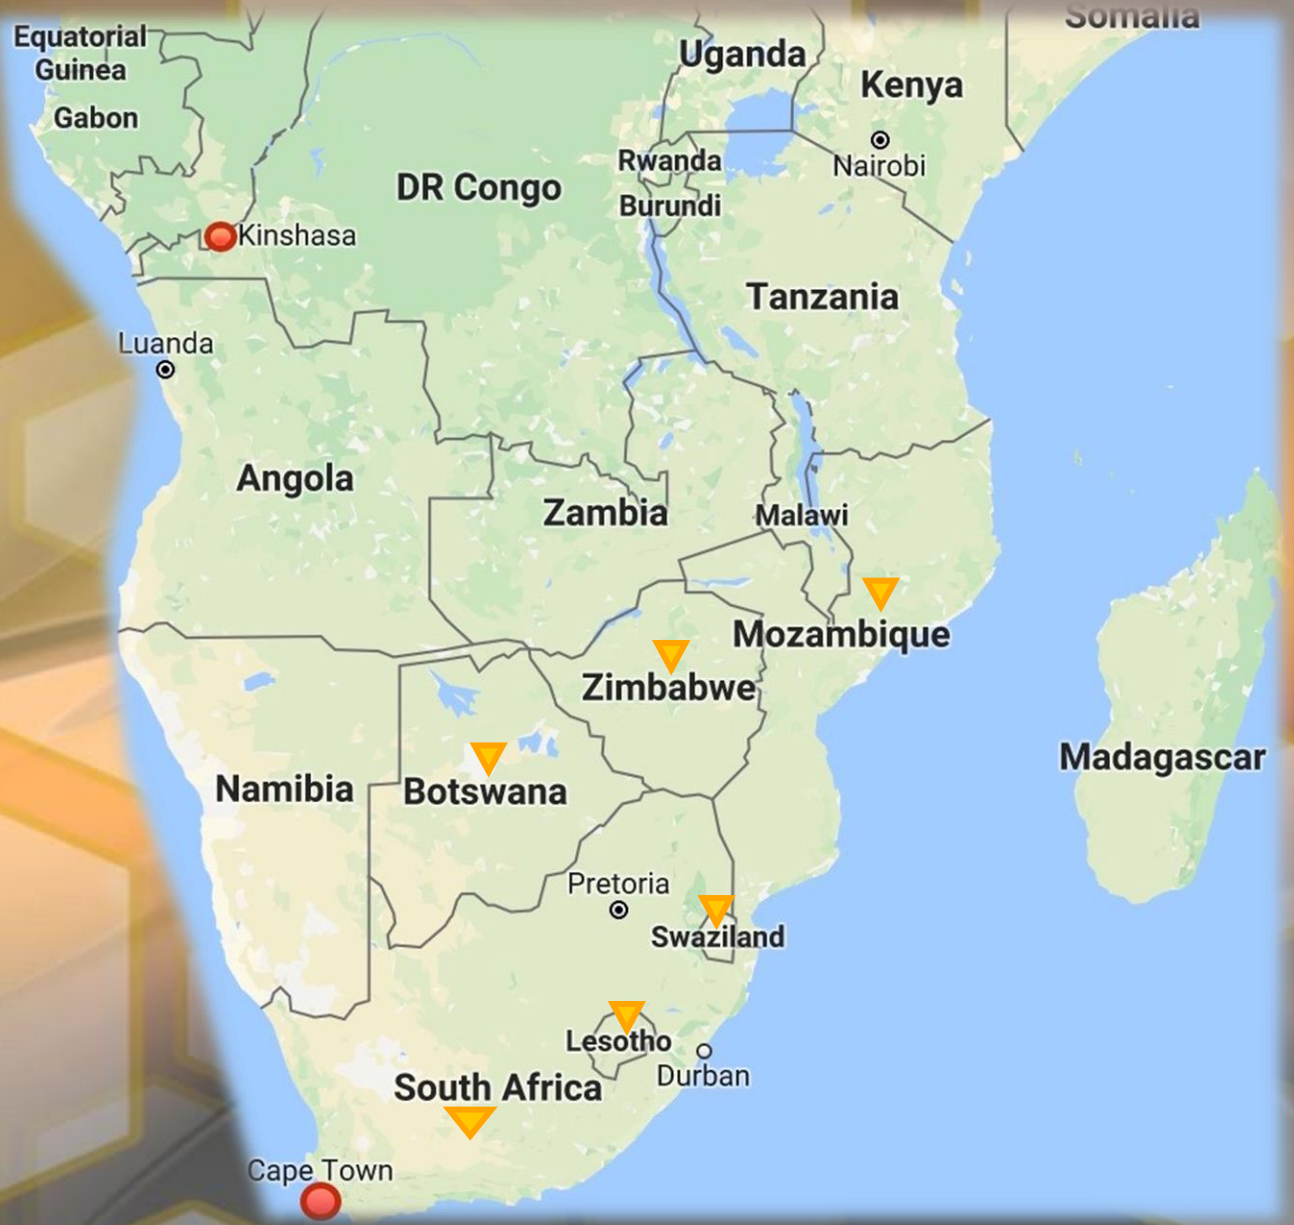 Somalia
Equatorial
Guinea
Uganda
Kenya
Gabon
Rwanda
Nairobi
DR Congo
Burundi
Kinshasa
Tanzania
Luanda
Angola
Zambia
Malawi
Mozambique
Zimbabwe
Madagascar
Namibia
Botswana
Pretoria
Swaziland
Lesotho
Durban
South Africa
Cape Town